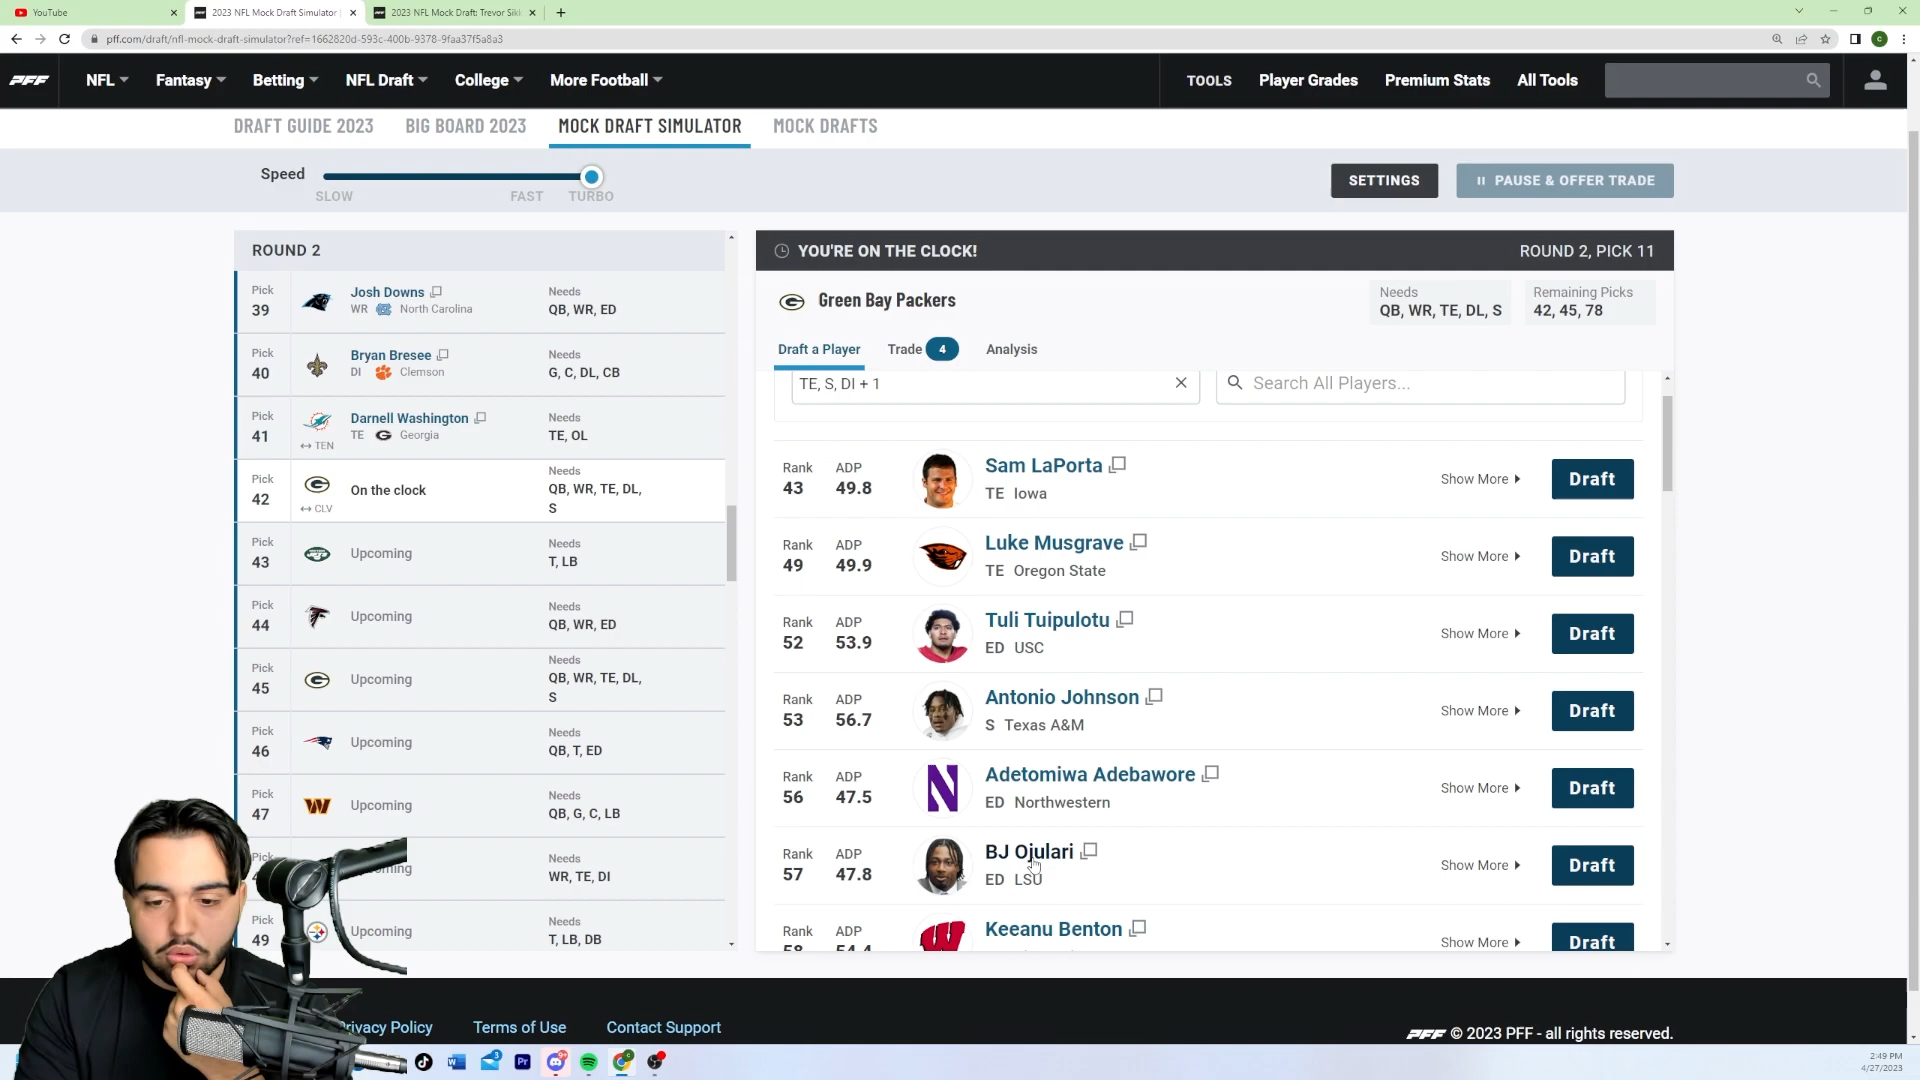 YouTube
2023 NFL Mock Draft Simulator |
2023 NFL Mock Draft: Trevor Siki
pff.com/draft/nfl-mock-draft-simulator?ref=1662820d-593c-400b-9378-9faa37f5a8a3
PFF NFL Fantasy Betting NFL Draft College More Football TOOLS Player Grades Premium Stats All Tools
DRAFT GUIDE 2023 BIG BOARD 2023 MOCK DRAFT SIMULATOR MOCK DRAFTS
Speed
SLOW FAST TURBO
SETTINGS PAUSE & OFFER TRADE
ROUND 2
Pick 39
Josh Downs
WR North Carolina
Needs
QB, WR, ED
Pick 40
Bryan Bresee
DI Clemson
Needs
G, C, DL, CB
Pick 41
TEN
Darnell Washington
TE Georgia
Needs
TE, OL
Pick 42
CLV
On the clock
Needs
QB, WR, TE, DL,
S
Pick 43
Upcoming
Needs
T, LB
Pick 44
Upcoming
Needs
QB, WR, ED
Pick 45
Upcoming
Needs
QB, WR, TE, DL,
S
Pick 46
Upcoming
Needs
QB, T, ED
Pick 47
Upcoming
Needs
QB, G, C, LB
Needs
WR, TE, DI
Pick 49
Upcoming
Needs
T, LB, DB
YOU'RE ON THE CLOCK! ROUND 2, PICK 11
Green Bay Packers
Needs
QB, WR, TE, DL, S
Remaining Picks
42, 45, 78
Draft a Player Trade 4 Analysis
TE, S, DI + 1
Search All Players...
Rank 43 ADP 49.8
Sam LaPorta
TE Iowa
Show More Draft
Rank 49 ADP 49.9
Luke Musgrave
TE Oregon State
Show More Draft
Rank 52 ADP 53.9
Tuli Tuipulotu
ED USC
Show More Draft
Rank 53 ADP 56.7
Antonio Johnson
S Texas A&M
Show More Draft
Rank 56 ADP 47.5
Adetomiwa Adebawore
ED Northwestern
Show More Draft
Rank 57 ADP 47.8
BJ Ojulari
ED LSU
Show More Draft
Rank 58 ADP 54.4
Keeanu Benton
Show More Draft
Privacy Policy Terms of Use Contact Support
PFF © 2023 PFF - all rights reserved.
2:49 PM
4/27/2023